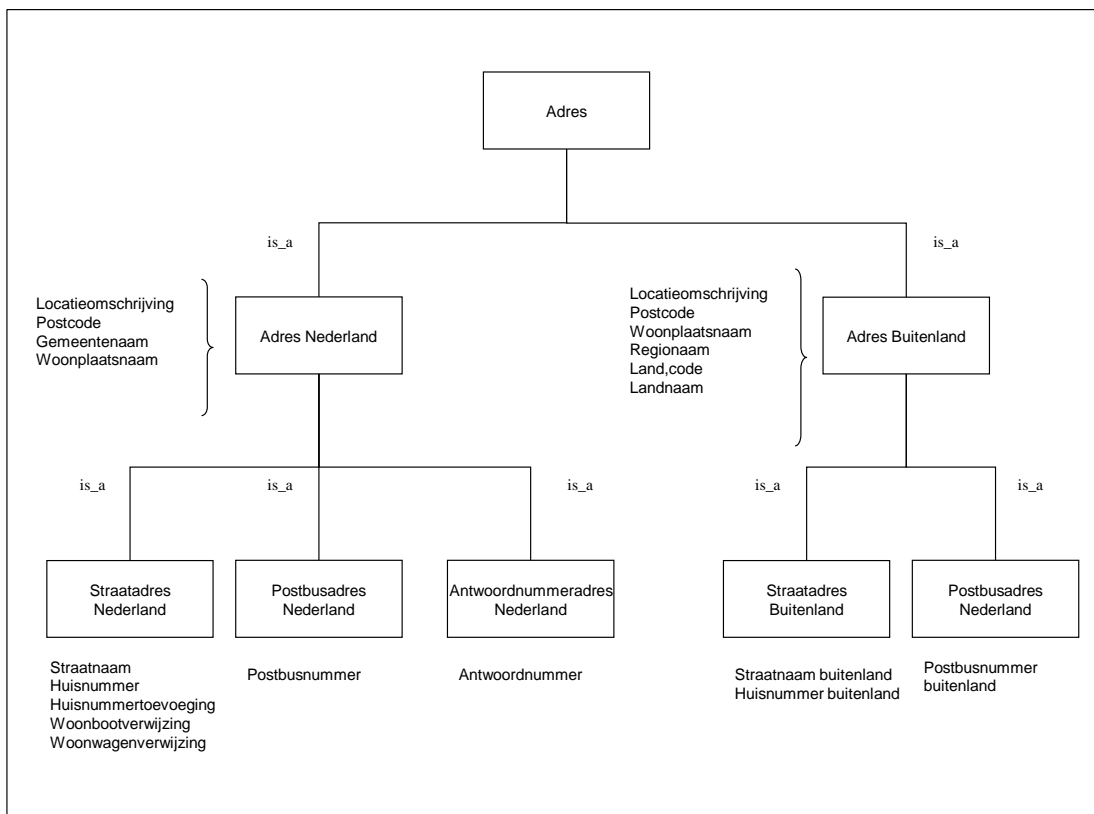 Adres
is_a
is_a
Locatieomschrijving
Postcode
Gemeentenaam
Woonplaatsnaam
Adres Nederland
Locatieomschrijving
Postcode
Woonplaatsnaam
Regionaam
Land,code
Landnaam
Adres Buitenland
is_a
is_a
is_a
is_a
is_a
Straatadres
Nederland
Postbusadres
Nederland
Antwoordnummeradres
Nederland
Straatadres
Buitenland
Postbusadres
Nederland
Straatnaam
Huisnummer
Huisnummertoevoeging
Woonbootverwijzing
Woonwagenverwijzing
Postbusnummer
Antwoordnummer
Straatnaam buitenland
Huisnummer buitenland
Postbusnummer
buitenland